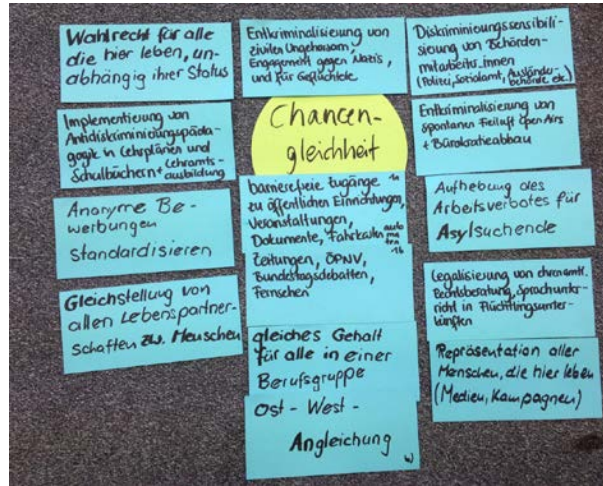 Wahlrecht für alle
die hier leben, un-
abhängig ihrer Status
Implementierung von
Antidiskriminierungspäda-
gogik in Lehrplänen und
Schulbüchern + Lehramts-
ausbildung
Anonyme Be-
werbungen
Standardisieren
Gleichstellung von
allen Lebenspartner-
schaften zw. Menschen
Entkriminalisierung von
zivilen Ungehorsam,
Engagement gegen Nazis,
und für Geflüchtete
Chancen-
gleichheit
barrierefreie Zugänge
zu öffentlichen Einrichtungen,
Veranstaltungen,
Dokumente, Fahrkarten
Zeitungen, ÖPNV,
Bundestagsdebatten,
Fernsehen
gleiches Gehalt
für alle in einer
Berufsgruppe
Ost - West -
Angleichung
Diskriminierungssensibili-
sierung von Behörden-
mitarbeiter_innen
(Polizei, Sozialamt, Ausländer-
behörde etc.)
Entkriminalisierung von
spontanen Freiluft Open Airs
+ Bürokratieabbau
Aufhebung des
Arbeitsverbotes für
Asylsuchende
Legalisierung von ehrenamtl.
Rechtsberatung, Sprachunter-
richt in Flüchtlingsunter-
künften
Repräsentation aller
Menschen, die hier leben
(Medien, Kampagnen)